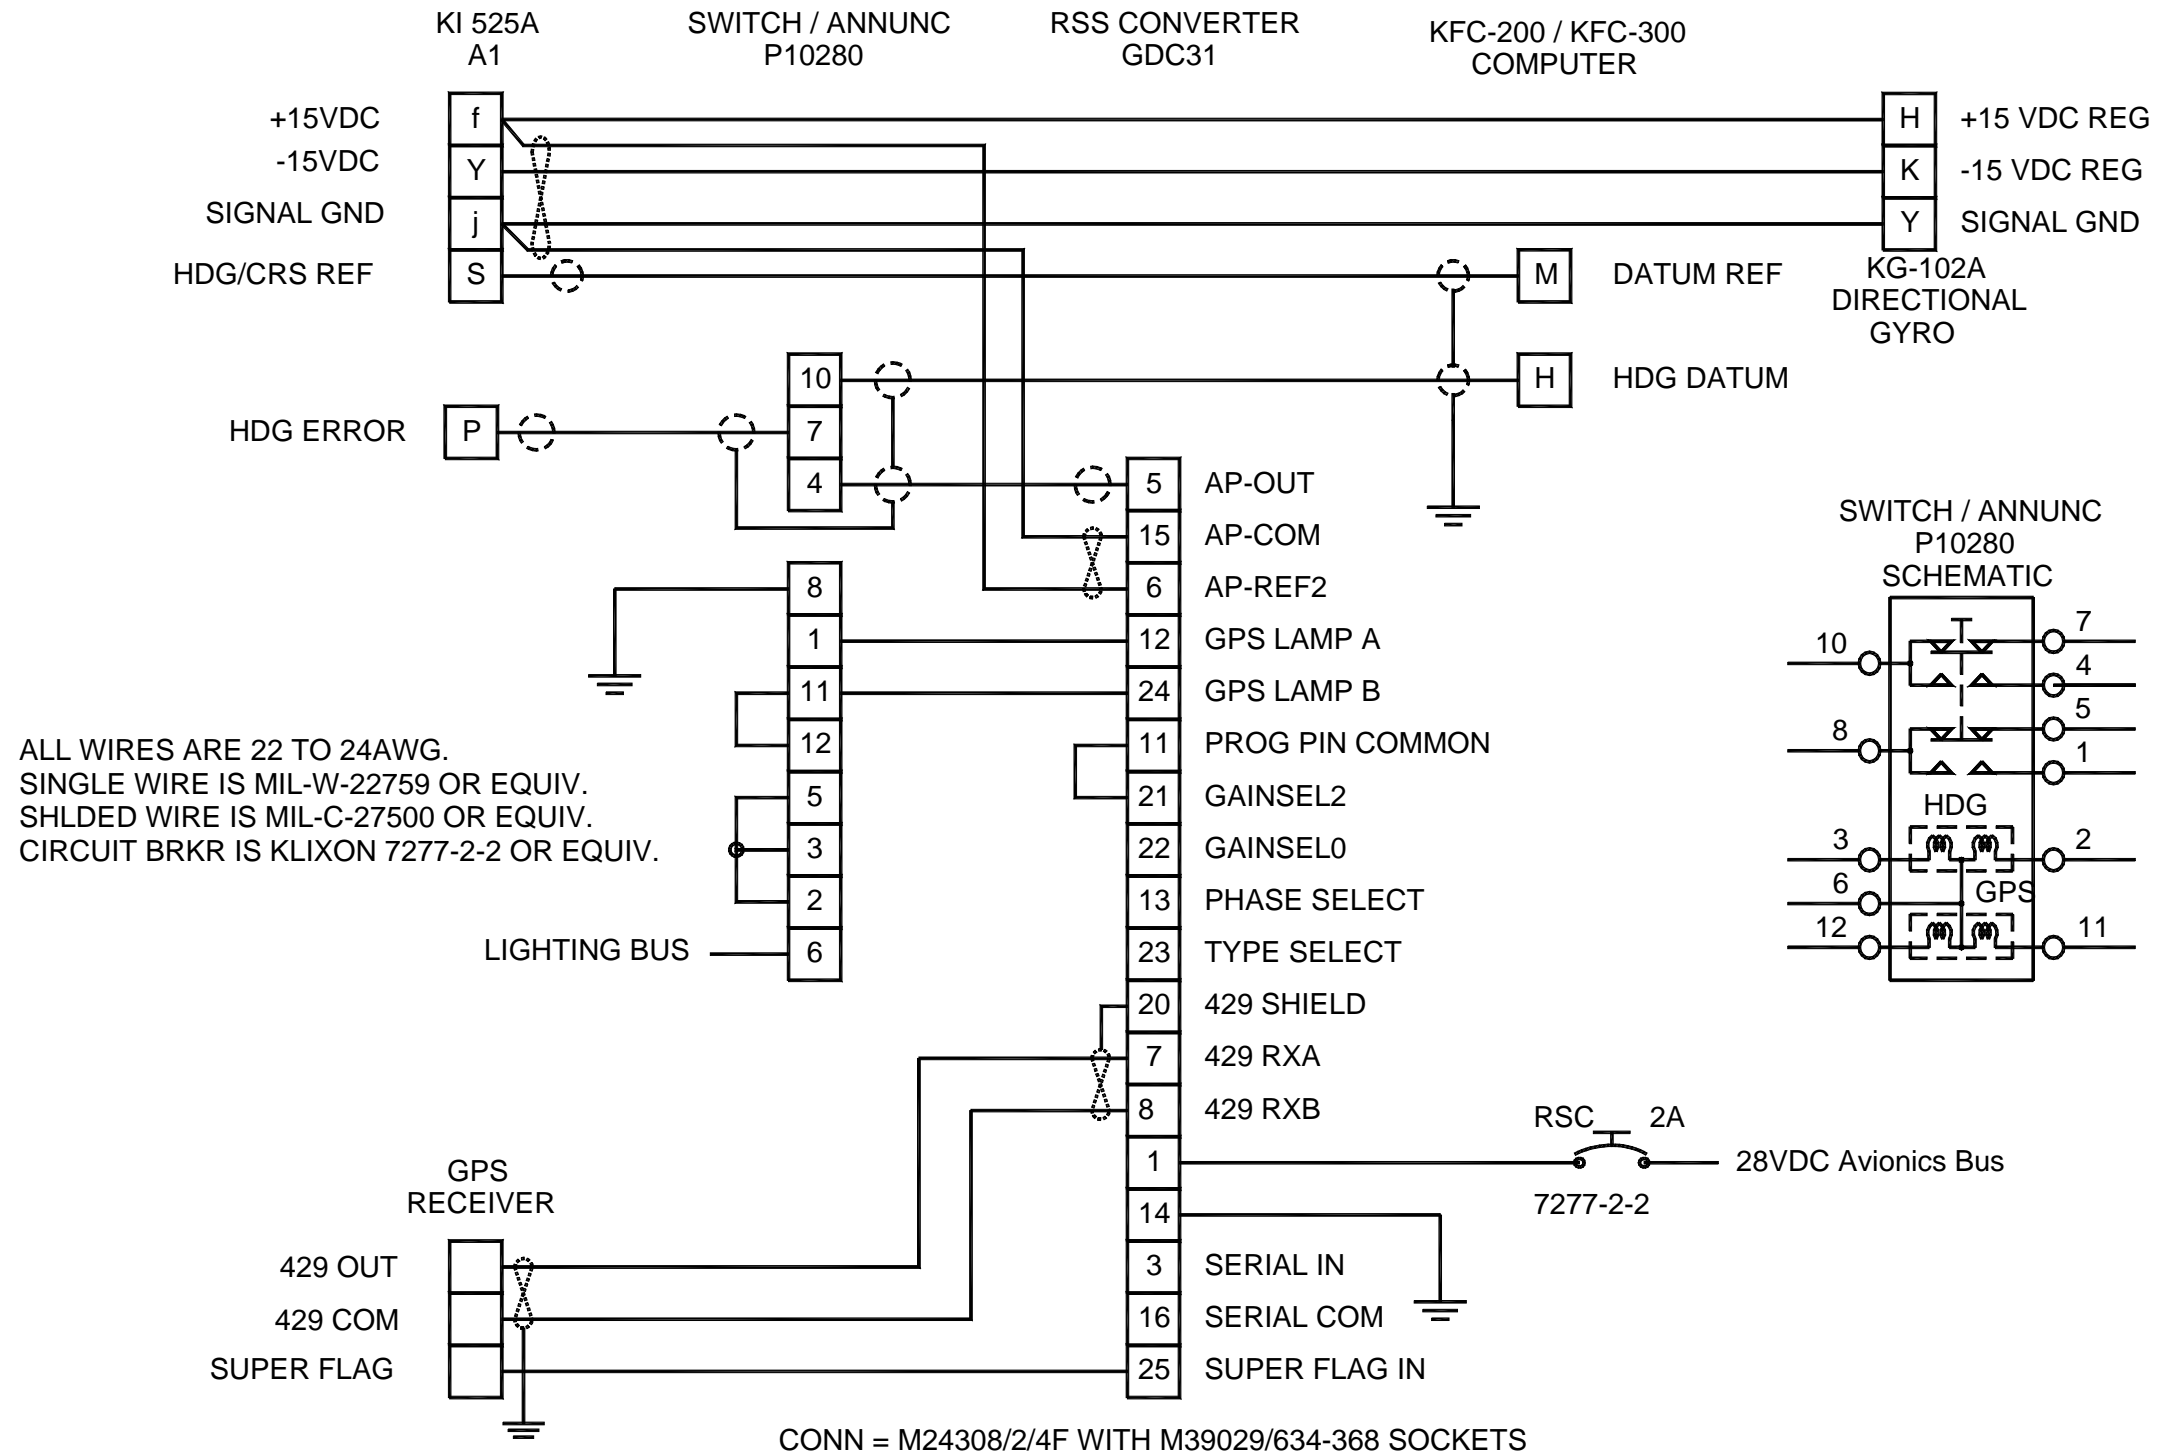 KI 525A
A1
SWITCH / ANNUNC
P10280
RSS CONVERTER
GDC31
KFC-200 / KFC-300
COMPUTER
+15VDC
f
H
+15 VDC REG
-15VDC
Y
K
-15 VDC REG
SIGNAL GND
j
Y
SIGNAL GND
HDG/CRS REF
S
M
DATUM REF
KG-102A
DIRECTIONAL
GYRO
10
H
HDG DATUM
HDG ERROR
P
7
4
5
AP-OUT
15
AP-COM
8
6
AP-REF2
1
12
GPS LAMP A
11
24
GPS LAMP B
12
11
PROG PIN COMMON
5
21
GAINSEL2
3
22
GAINSEL0
2
13
PHASE SELECT
LIGHTING BUS
6
23
TYPE SELECT
20
429 SHIELD
7
429 RXA
8
429 RXB
1
14
3
SERIAL IN
16
SERIAL COM
25
SUPER FLAG IN
ALL WIRES ARE 22 TO 24AWG.
SINGLE WIRE IS MIL-W-22759 OR EQUIV.
SHLDED WIRE IS MIL-C-27500 OR EQUIV.
CIRCUIT BRKR IS KLIXON 7277-2-2 OR EQUIV.
SWITCH / ANNUNC
P10280
SCHEMATIC
10
7
4
8
5
1
HDG
3
2
6
GPS
12
11
RSC
2A
28VDC Avionics Bus
7277-2-2
GPS
RECEIVER
429 OUT
429 COM
SUPER FLAG
CONN = M24308/2/4F WITH M39029/634-368 SOCKETS